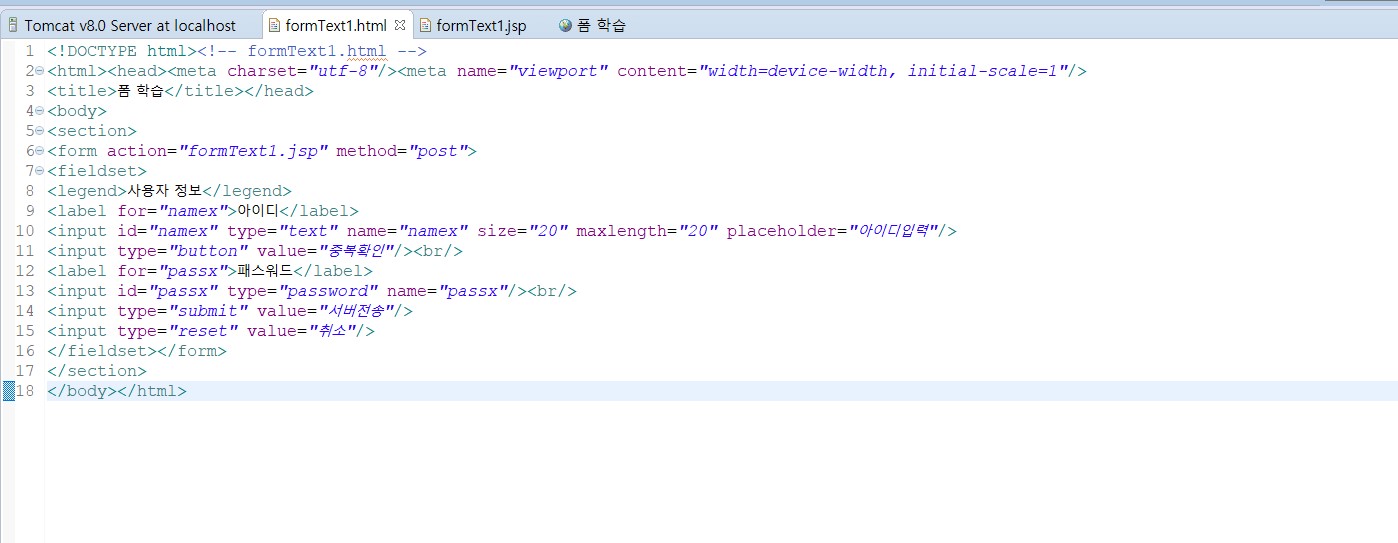 Tomcat v8.0 Server at localhost formText1.html formText1.jsp 폼 학습
1 <!DOCTYPE html><!-- formText1.html -->
2 <html><head><meta charset="utf-8"/><meta name="viewport" content="width=device-width, initial-scale=1"/>
3 <title>폼 학습</title></head>
4 <body>
5 <section>
6 <form action="formText1.jsp" method="post">
7 <fieldset>
8 <legend>사용자 정보</legend>
9 <label for="namex">아이디</label>
10 <input id="namex" type="text" name="namex" size="20" maxlength="20" placeholder="아이디입력"/>
11 <input type="button" value="중복확인"/><br/>
12 <label for="passx">패스워드</label>
13 <input id="passx" type="password" name="passx"/><br/>
14 <input type="submit" value="서버전송"/>
15 <input type="reset" value="취소"/>
16 </fieldset></form>
17 </section>
18 </body></html>